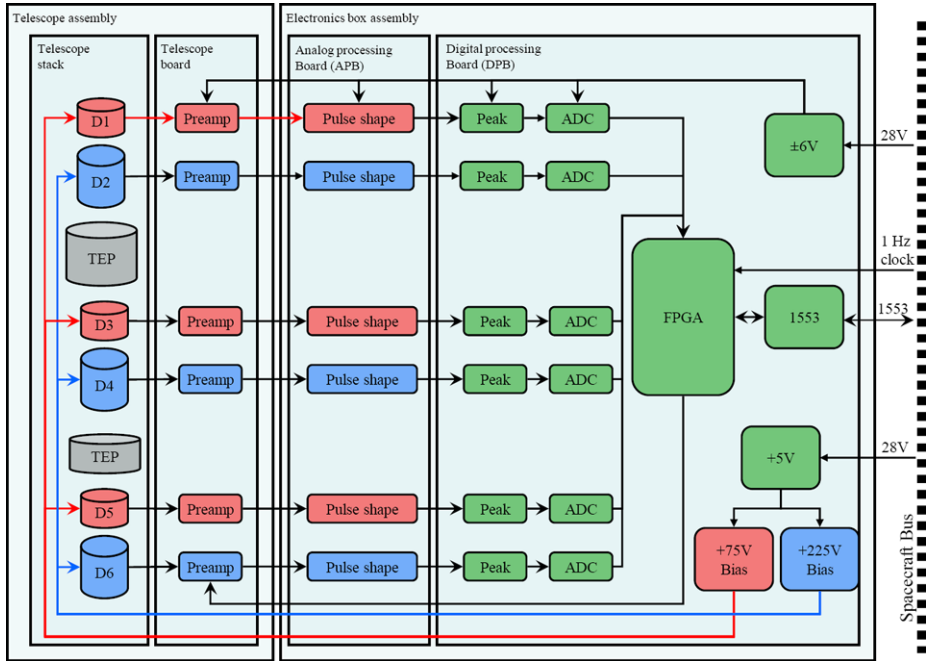 Telescope assembly
Electronics box assembly
Telescope
stack
Telescope
board
Analog processing
Board (APB)
Digital processing
Board (DPB)
D1
Preamp
Pulse shape
Peak
ADC
±6V
28V
D2
Preamp
Pulse shape
Peak
ADC
TEP
1 Hz
clock
D3
Preamp
Pulse shape
Peak
ADC
FPGA
1553
1553
D4
Preamp
Pulse shape
Peak
ADC
TEP
+5V
28V
D5
Preamp
Pulse shape
Peak
ADC
D6
Preamp
Pulse shape
Peak
ADC
+75V
Bias
+225V
Bias
Spacecraft Bus